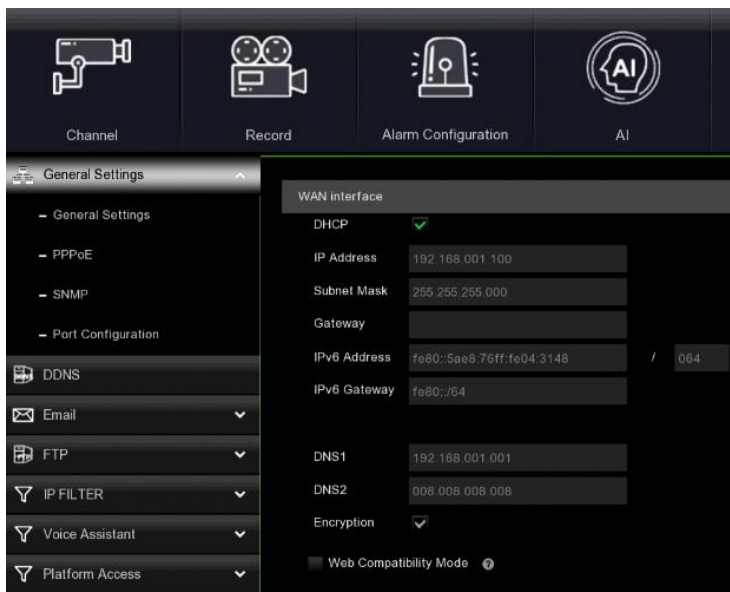 AI
Channel
Record
Alarm Configuration
AI
General Settings
– General Settings
– PPPoE
– SNMP
– Port Configuration
DDNS
Email
FTP
IP FILTER
Voice Assistant
Platform Access
WAN interface
DHCP
IP Address 192.168.001.100
Subnet Mask 255.255.255.000
Gateway
IPv6 Address fe80::5ae8:76ff:fe04:3148 / 064
IPv6 Gateway fe80::/64
DNS1 192.168.001.001
DNS2 008.008.008.008
Encryption
Web Compatibility Mode ?